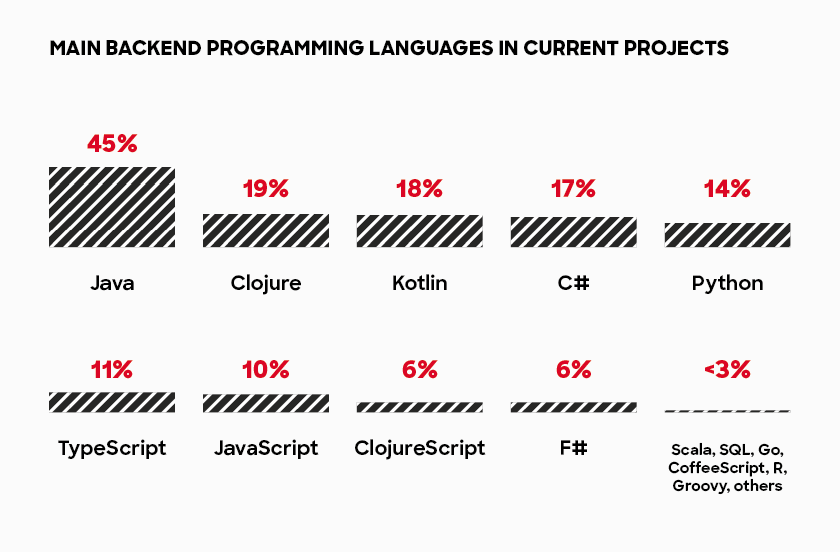 MAIN BACKEND PROGRAMMING LANGUAGES IN CURRENT PROJECTS
45%
19%
18%
17%
14%
Java
Clojure
Kotlin
C#
Python
11%
10%
6%
6%
<3%
TypeScript
JavaScript
ClojureScript
F#
Scala, SQL, Go,
CoffeeScript, R,
Groovy, others